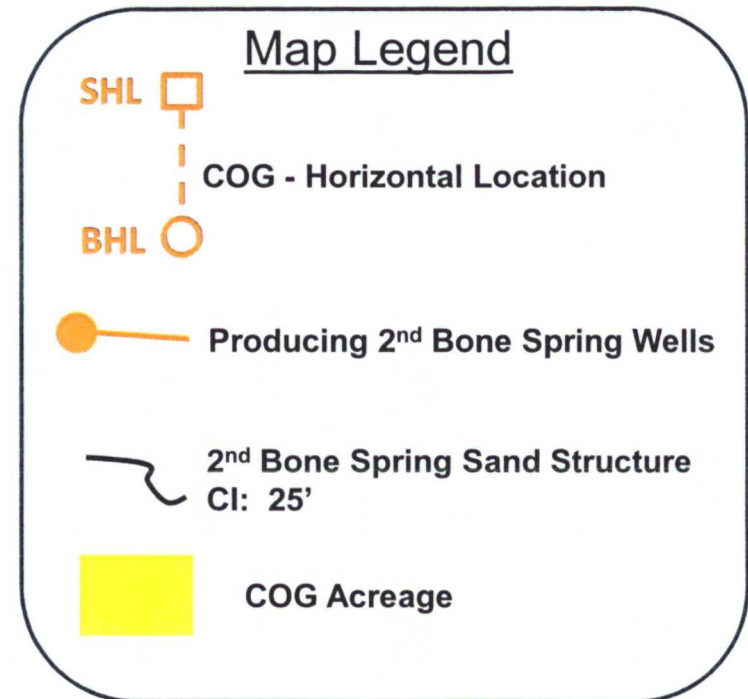 Map Legend
SHL
COG - Horizontal Location
BHL
Producing 2nd Bone Spring Wells
2nd Bone Spring Sand Structure
CI: 25'
COG Acreage